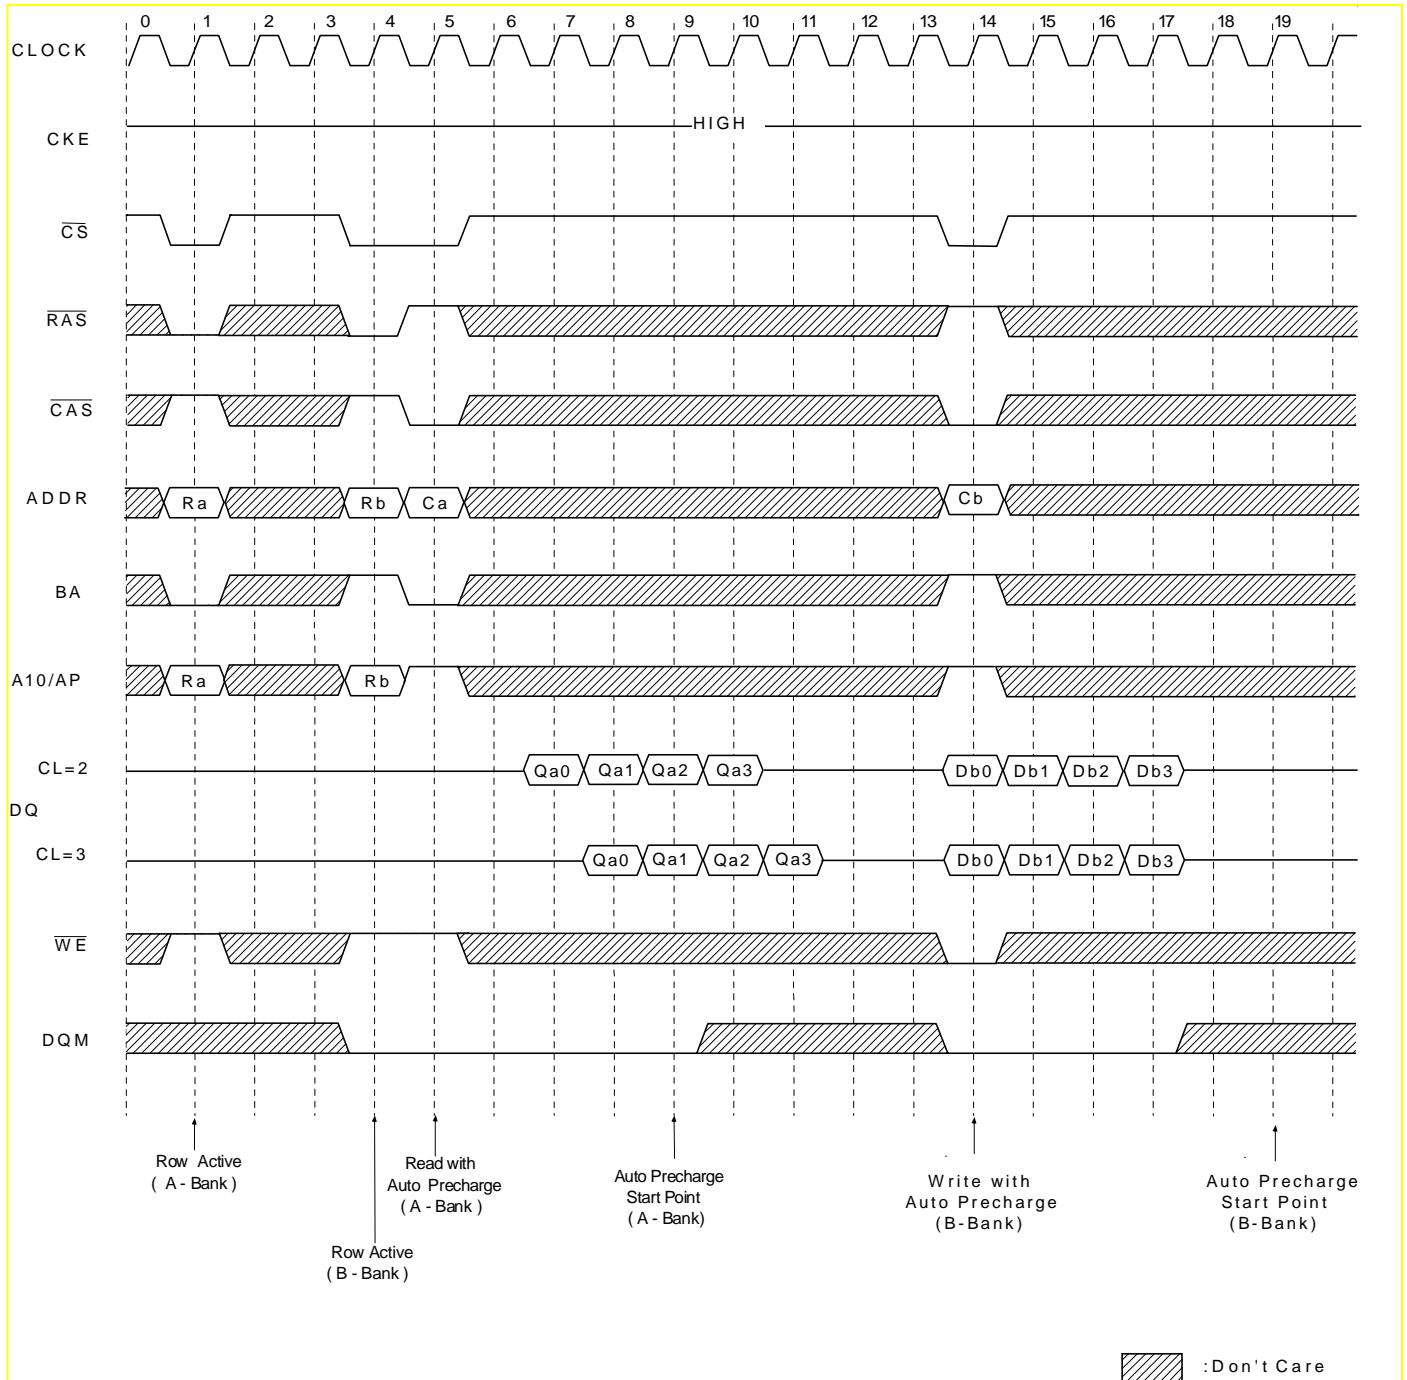 0 1 2 3 4 5 6 7 8 9 10 11 12 13 14 15 16 17 18 19
CLOCK
HIGH
CKE
CS
RAS
CAS
ADDR Ra Rb Ca Cb
BA
A10/AP Ra Rb
CL=2 Qa0 Qa1 Qa2 Qa3 Db0 Db1 Db2 Db3
DQ
CL=3 Qa0 Qa1 Qa2 Qa3 Db0 Db1 Db2 Db3
WE
DQM
Row Active
( A - Bank )
Row Active
( B - Bank )
Read with
Auto Precharge
( A - Bank )
Auto Precharge
Start Point
( A - Bank)
Write with
Auto Precharge
(B-Bank)
Auto Precharge
Start Point
(B-Bank)
:Don't Care